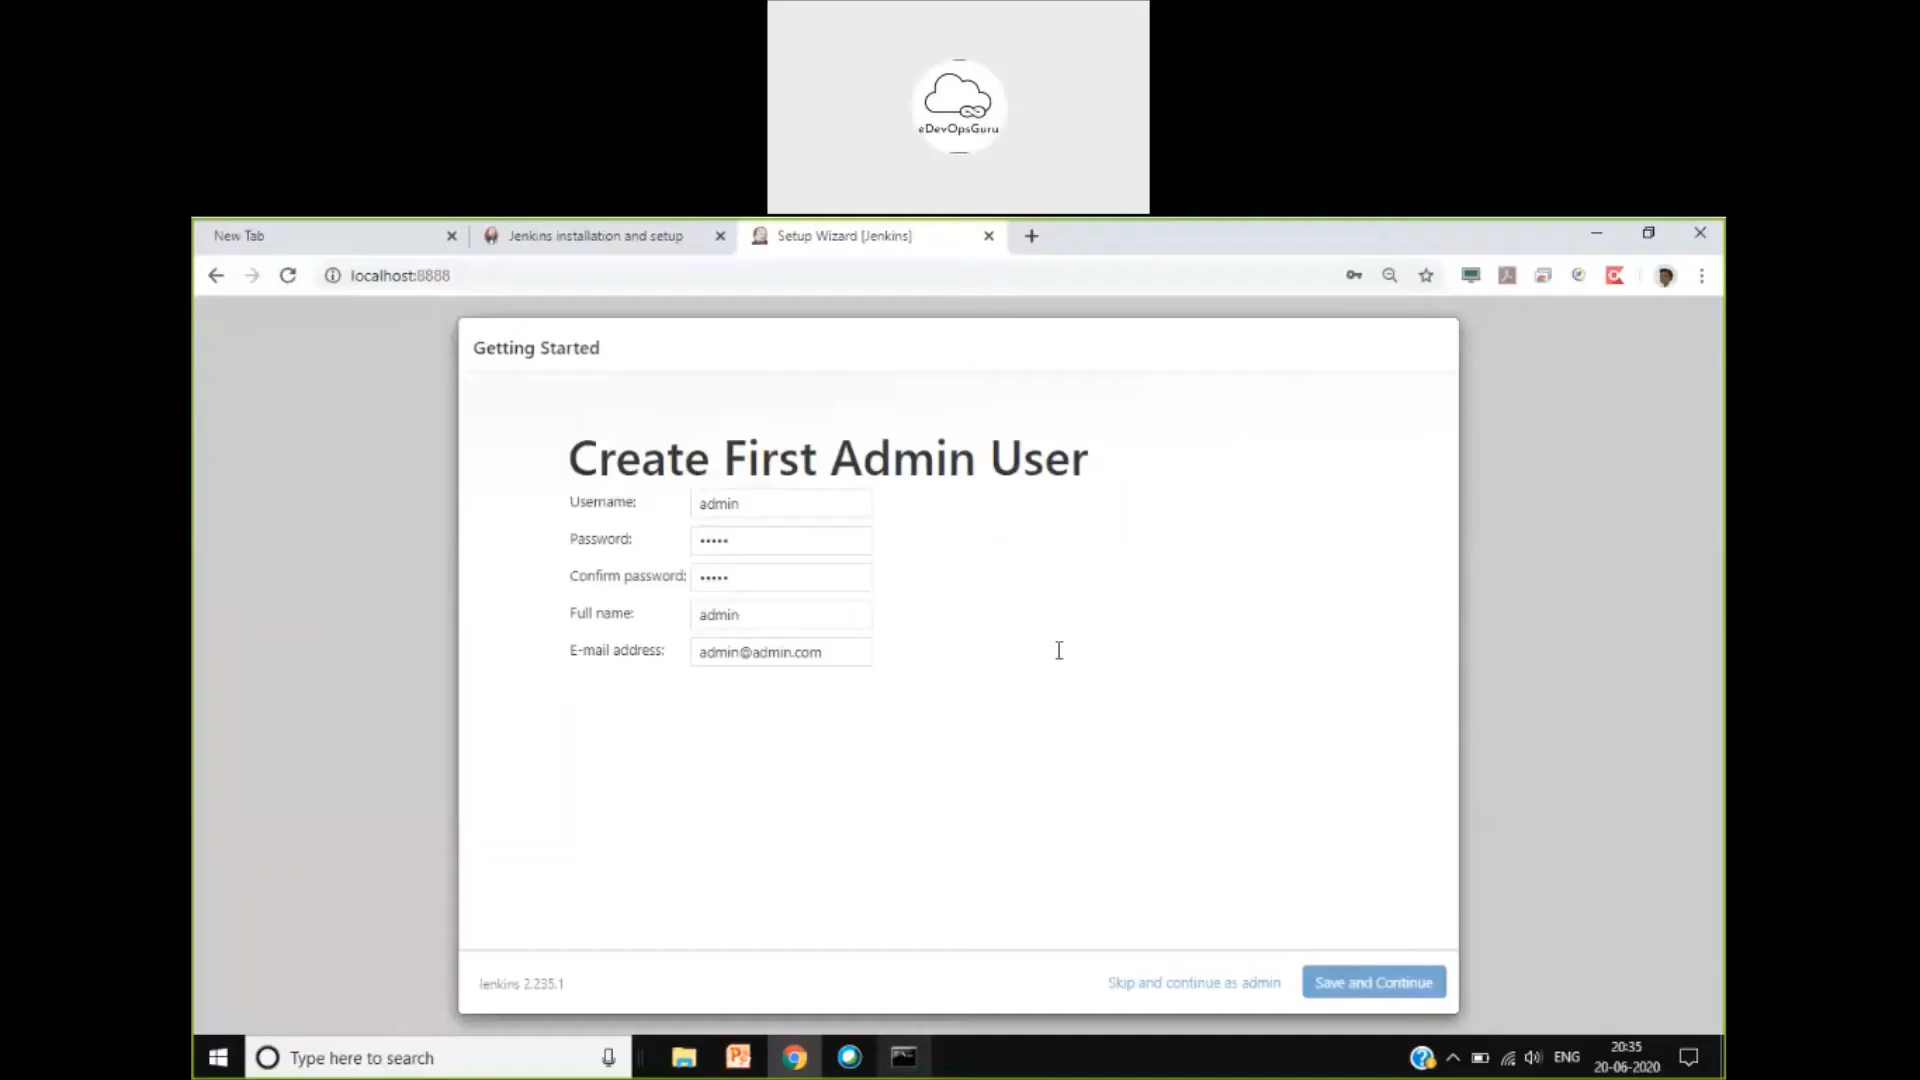 eDevOpsGuru
New Tab
Jenkins installation and setup
Setup Wizard [Jenkins]
localhost:8888
Getting Started
Create First Admin User
Username: admin
Password: •••••
Confirm password: •••••
Full name: admin
E-mail address: admin@admin.com
Jenkins 2.235.1
Skip and continue as admin
Save and Continue
Type here to search
ENG
20:35
20-06-2020